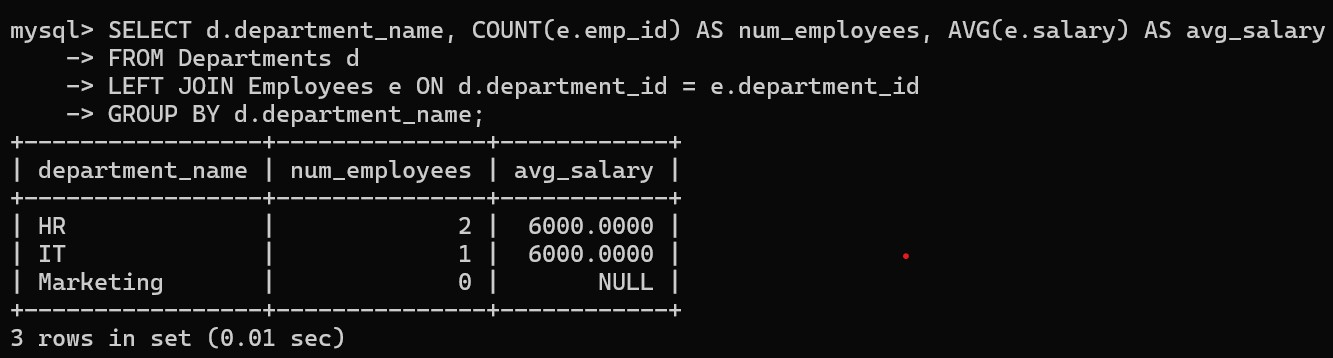 mysql> SELECT d.department_name, COUNT(e.emp_id) AS num_employees, AVG(e.salary) AS avg_salary
    -> FROM Departments d
    -> LEFT JOIN Employees e ON d.department_id = e.department_id
    -> GROUP BY d.department_name;
+-----------------+---------------+------------+
| department_name | num_employees | avg_salary |
+-----------------+---------------+------------+
| HR              |             2 |  6000.0000 |
| IT              |             1 |  6000.0000 |
| Marketing       |             0 |       NULL |
+-----------------+---------------+------------+
3 rows in set (0.01 sec)